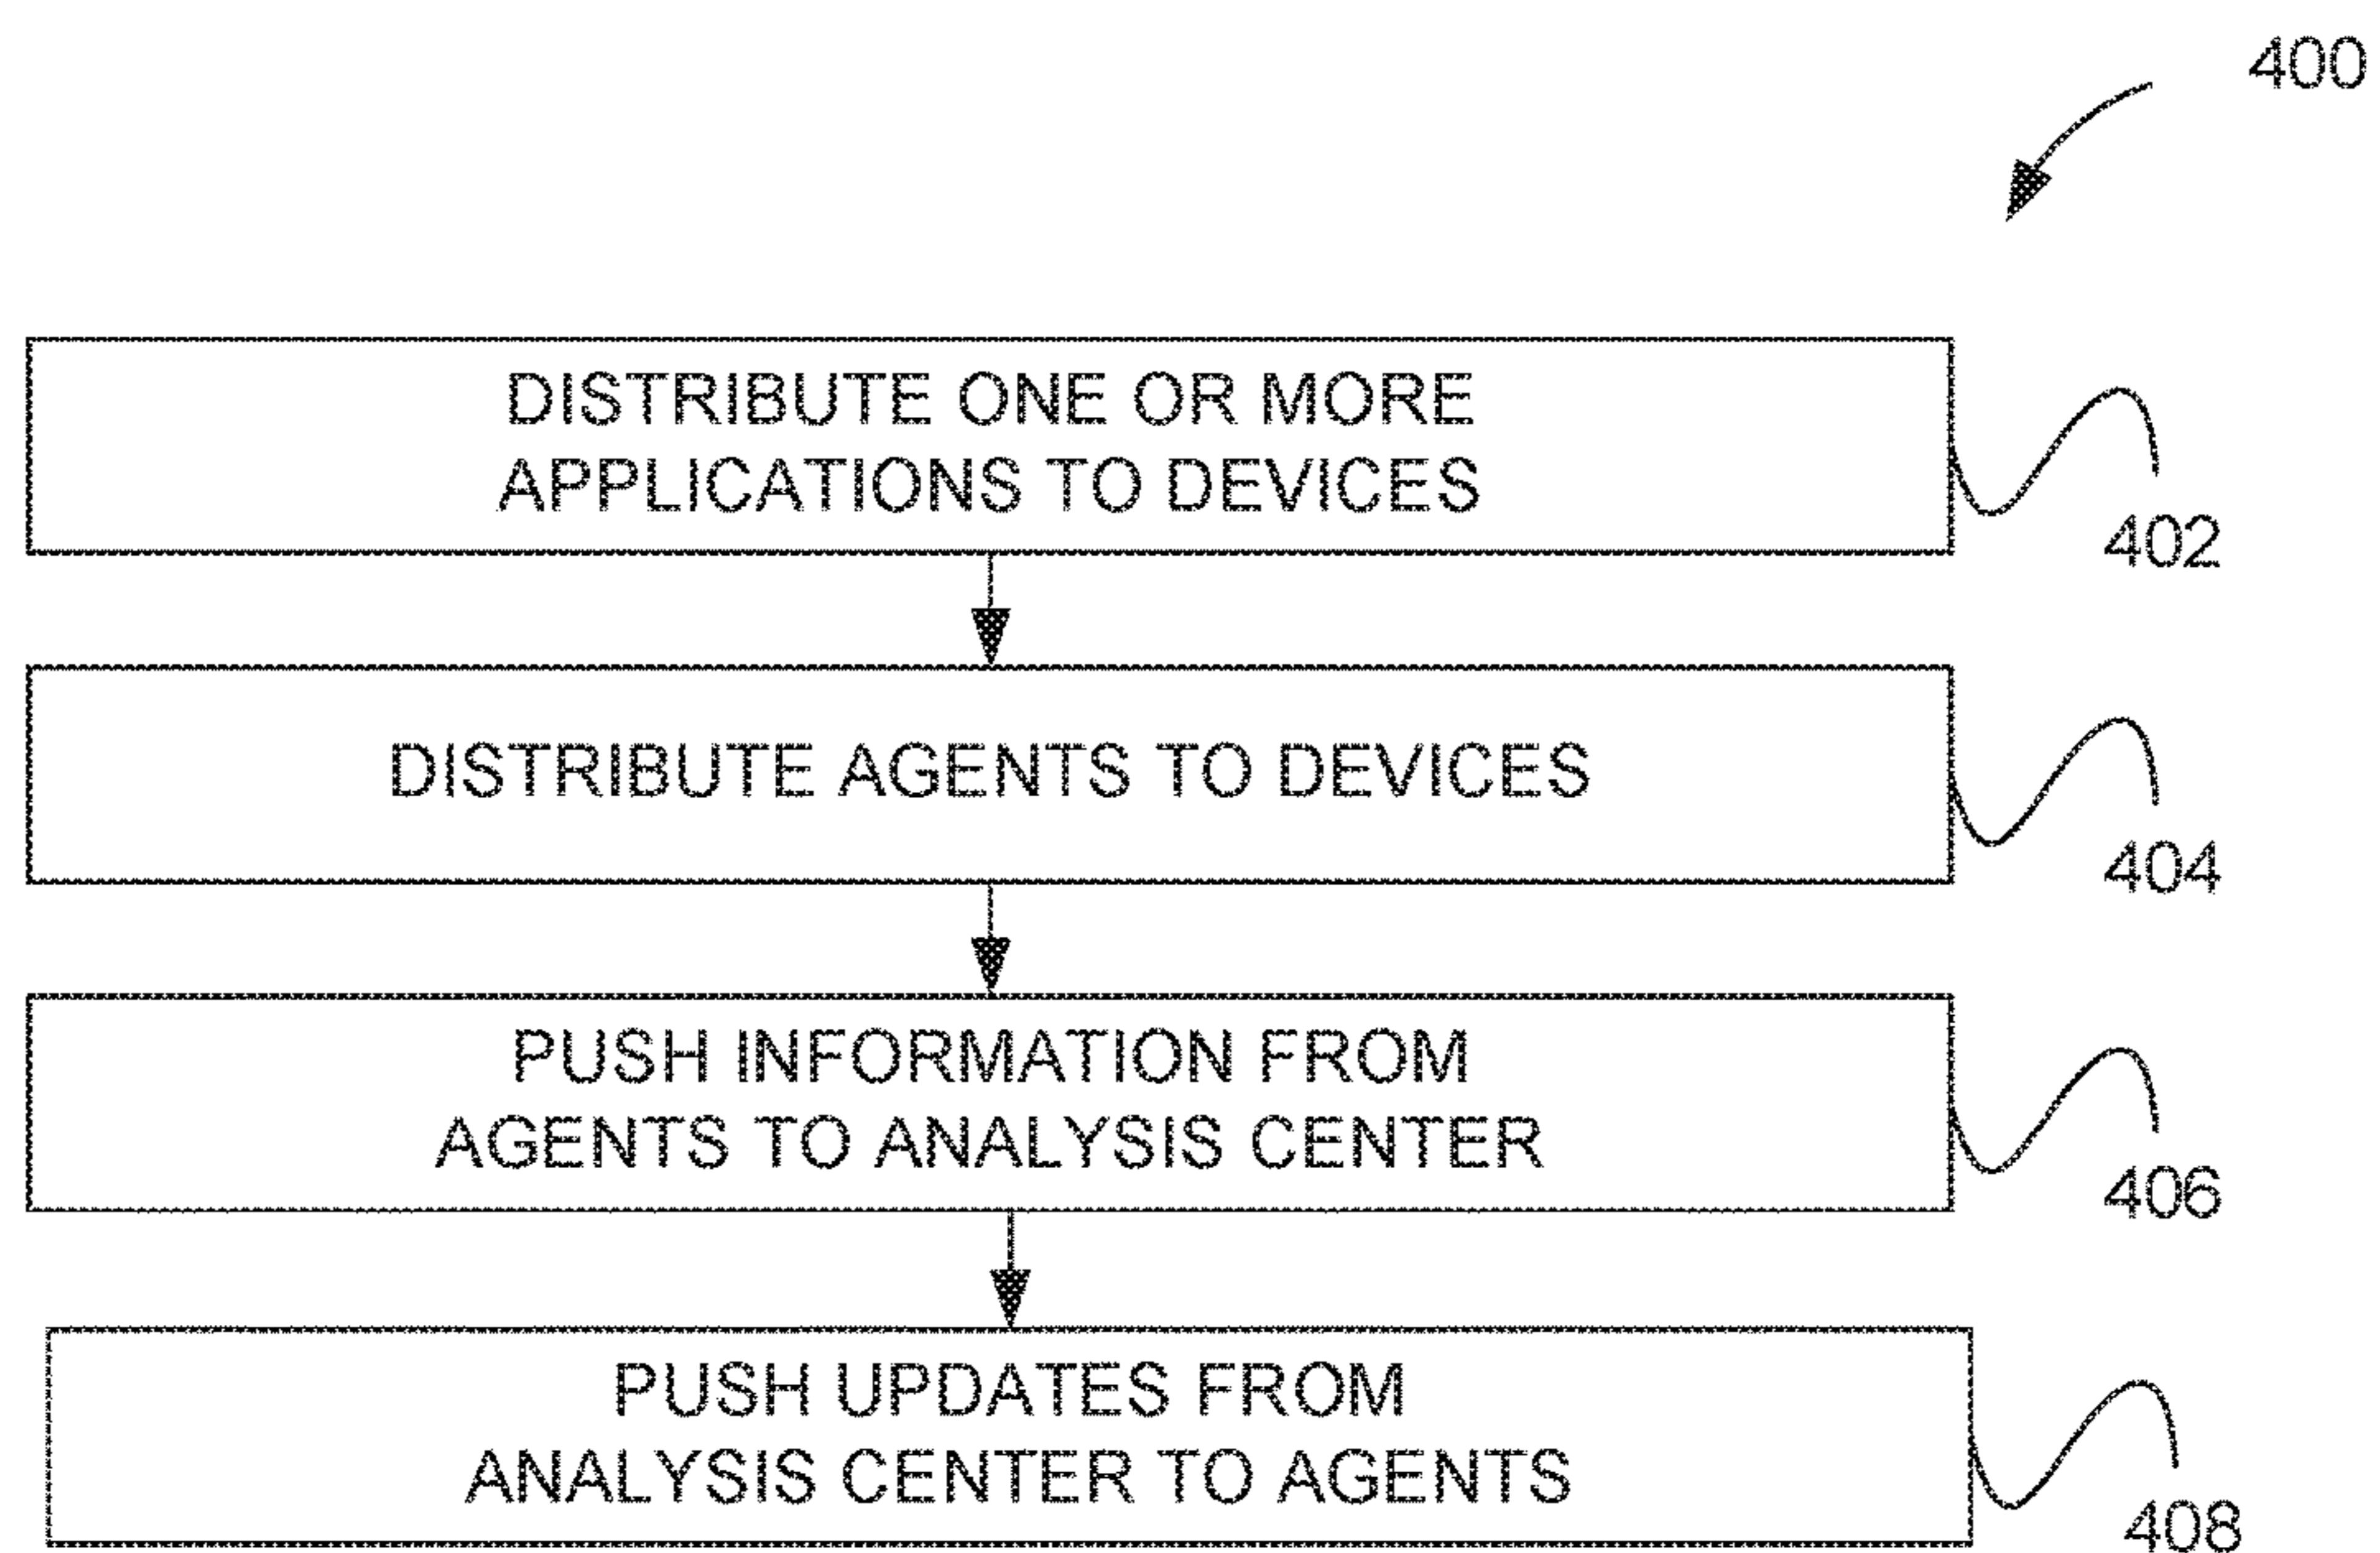 400
DISTRIBUTE ONE OR MORE
APPLICATIONS TO DEVICES
402
DISTRIBUTE AGENTS TO DEVICES
404
PUSH INFORMATION FROM
AGENTS TO ANALYSIS CENTER
406
PUSH UPDATES FROM
ANALYSIS CENTER TO AGENTS
408